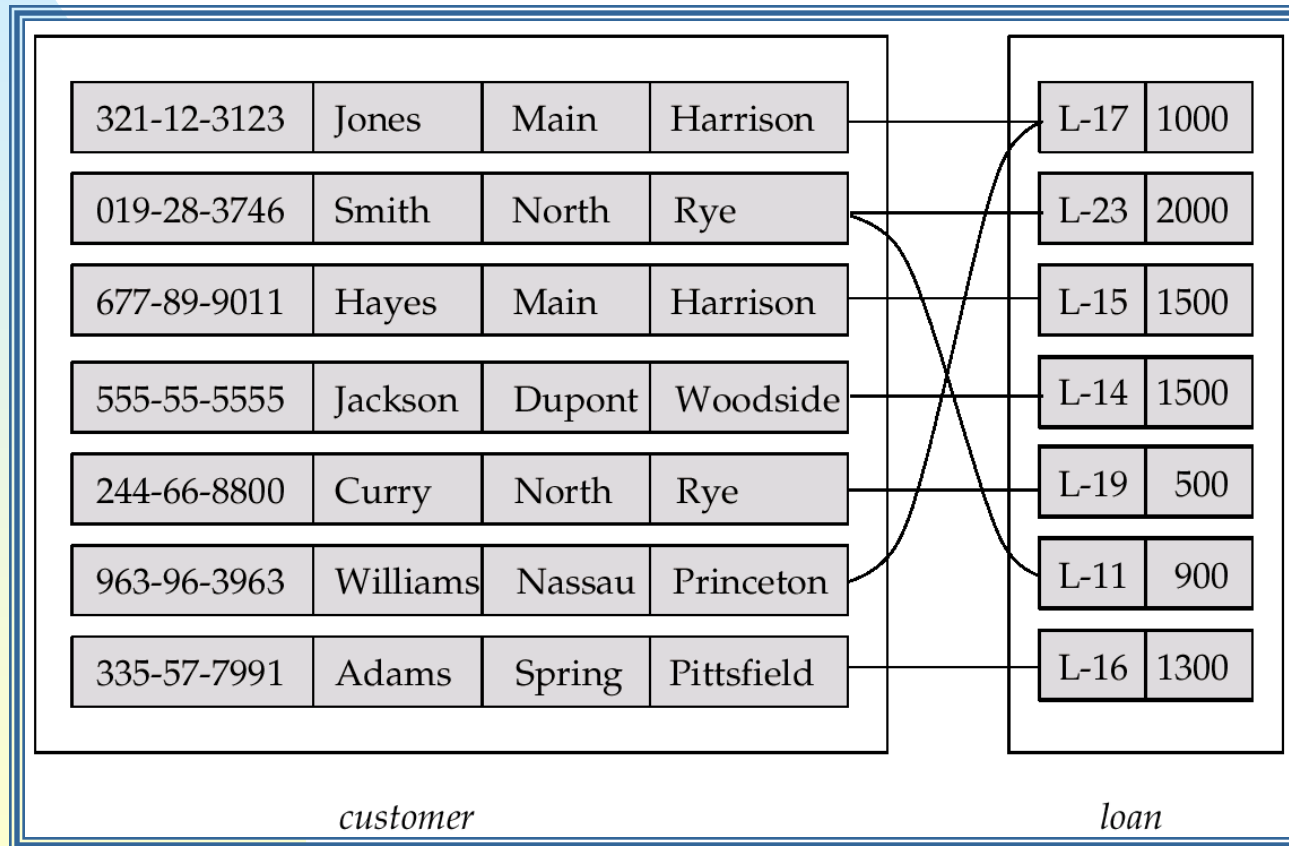 321-12-3123 Jones Main Harrison L-17 1000
019-28-3746 Smith North Rye L-23 2000
677-89-9011 Hayes Main Harrison L-15 1500
555-55-5555 Jackson Dupont Woodside L-14 1500
244-66-8800 Curry North Rye L-19 500
963-96-3963 Williams Nassau Princeton L-11 900
335-57-7991 Adams Spring Pittsfield L-16 1300
customer loan